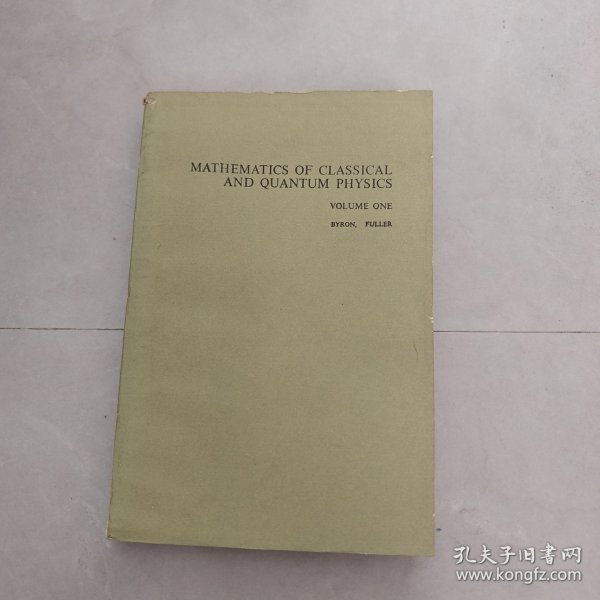 MATHEMATICS OF CLASSICAL
AND QUANTUM PHYSICS
VOLUME ONE
BYRON, FULLER
孔夫子旧书网
www.kongfz.com